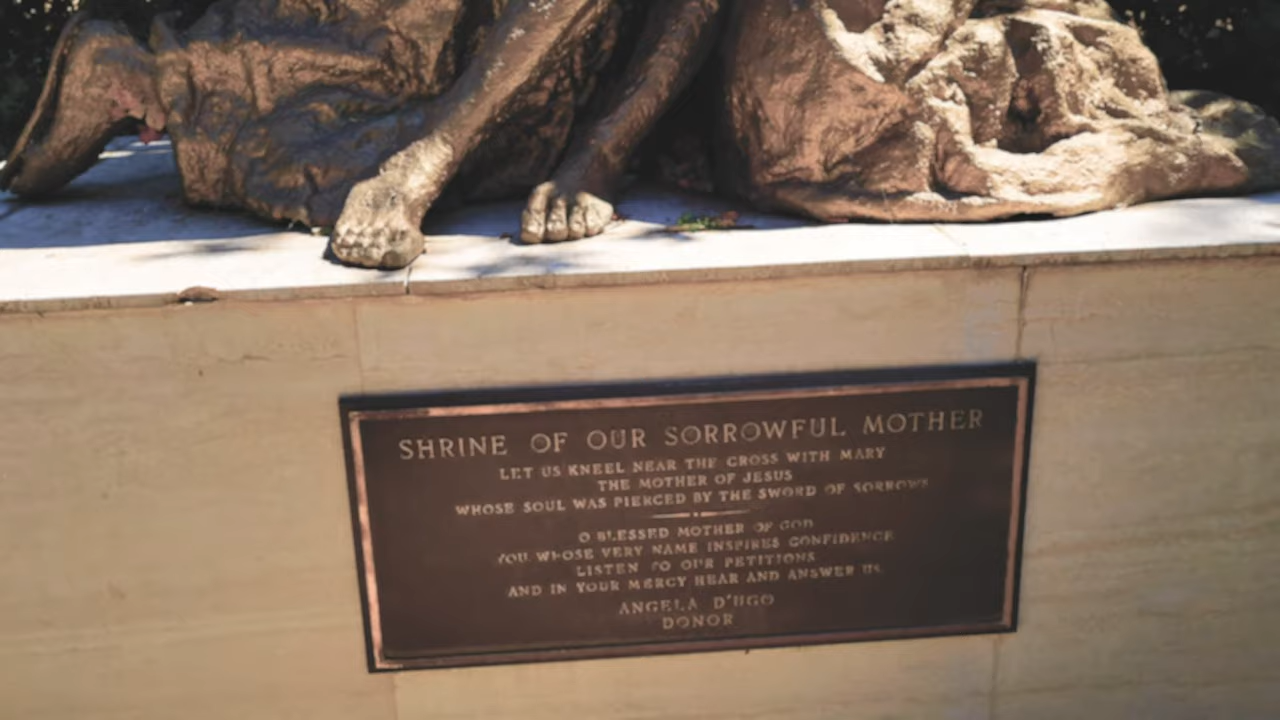 SHRINE OF OUR SORROWFUL MOTHER
LET US KNEEL NEAR THE CROSS WITH MARY
THE MOTHER OF JESUS
WHOSE SOUL WAS PIERCED BY THE SWORD OF SORROWS
O BLESSED MOTHER OF GOD
YOU WHOSE VERY NAME INSPIRES CONFIDENCE
LISTEN TO OUR PETITIONS
AND IN YOUR MERCY HEAR AND ANSWER US
ANGELA D'UGO
DONOR